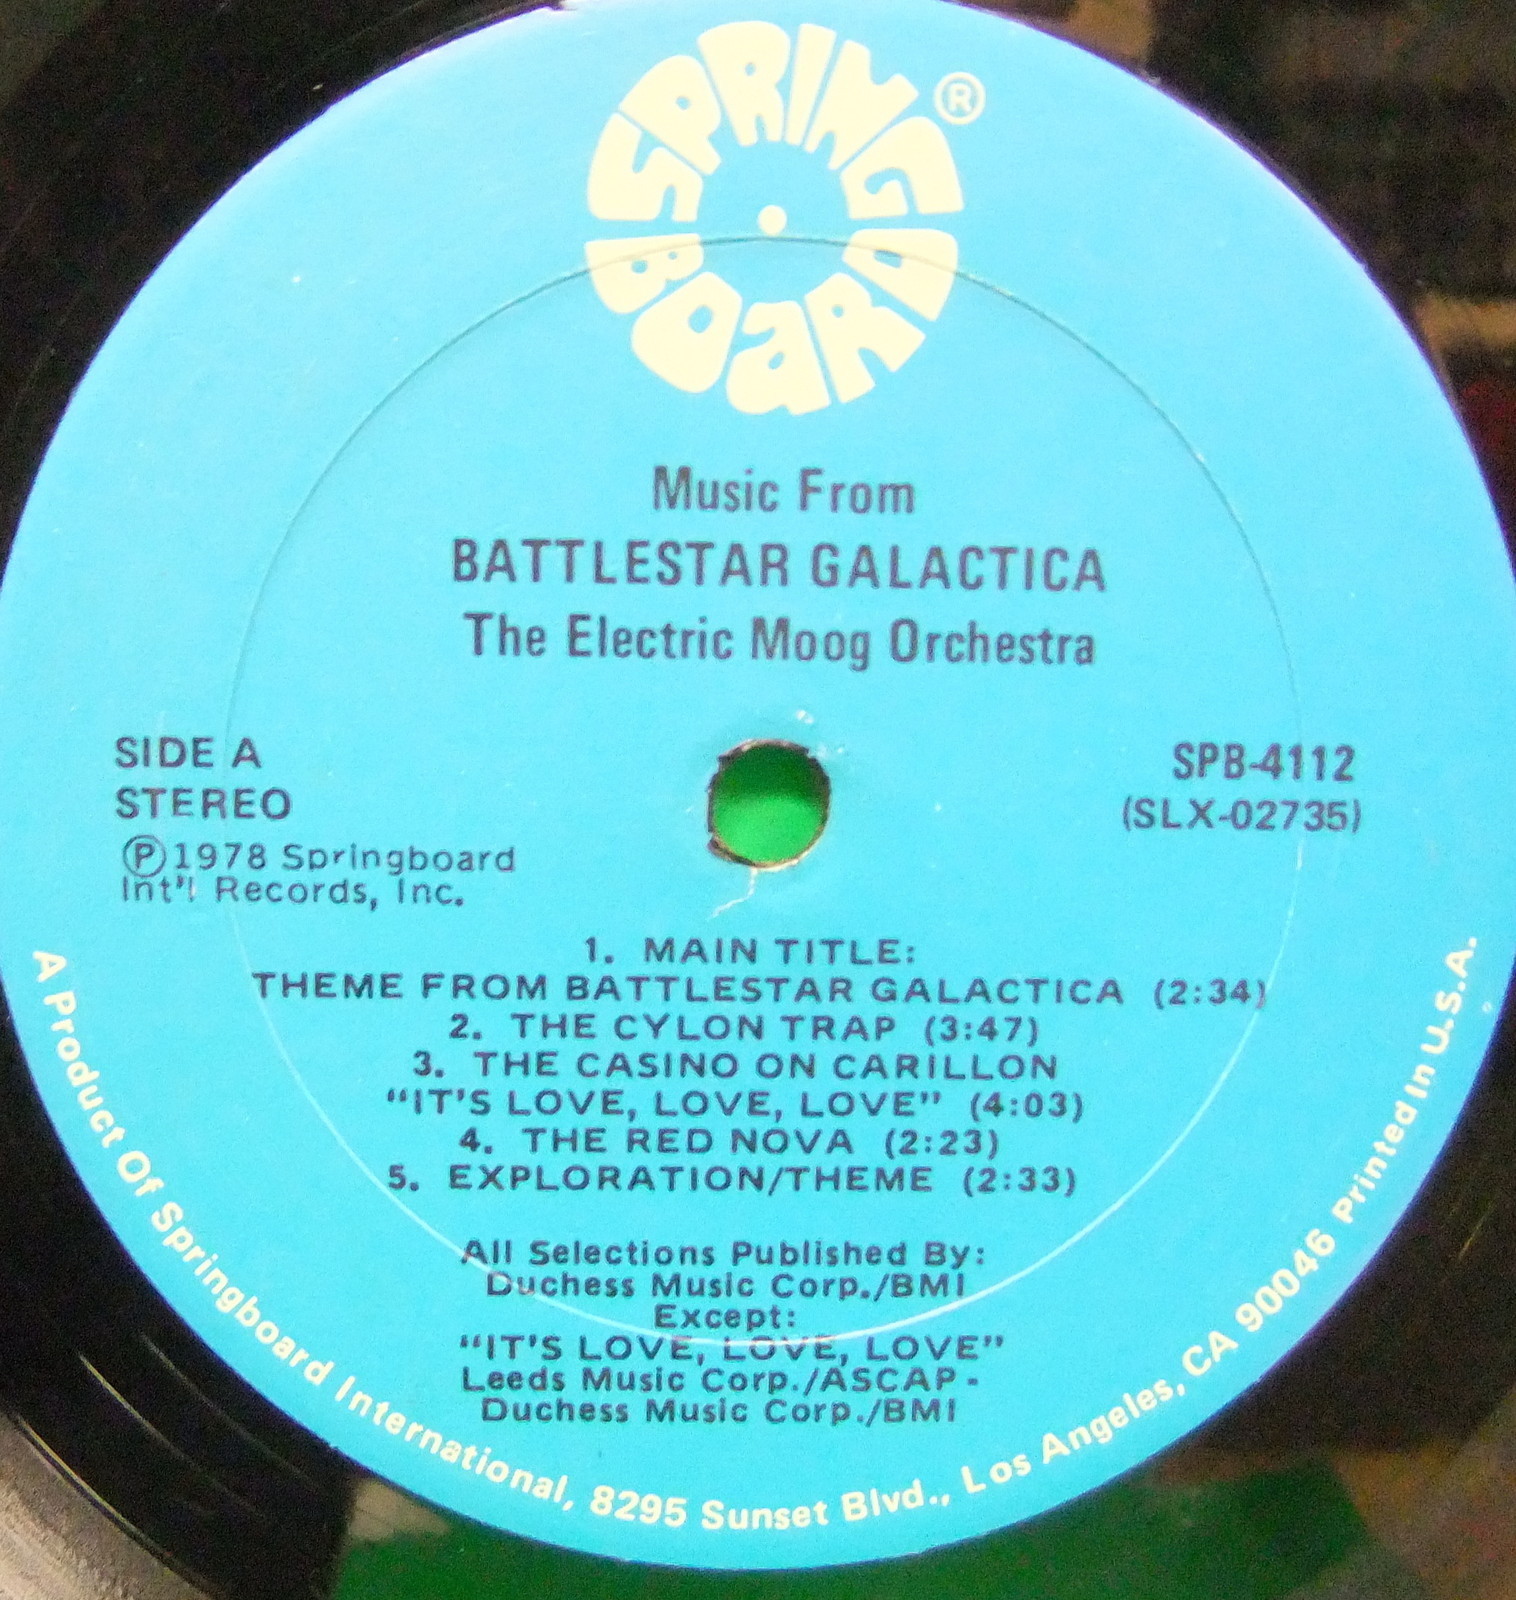 SPRING BOaRD ®
Music From
BATTLESTAR GALACTICA
The Electric Moog Orchestra
SIDE A
STEREO
Ⓟ1978 Springboard
Int'l Records, Inc.
SPB-4112
(SLX-02735)
1. MAIN TITLE:
THEME FROM BATTLESTAR GALACTICA (2:34)
2. THE CYLON TRAP (3:47)
3. THE CASINO ON CARILLON
"IT'S LOVE, LOVE, LOVE" (4:03)
4. THE RED NOVA (2:23)
5. EXPLORATION/THEME (2:33)
All Selections Published By:
Duchess Music Corp./BMI
Except:
"IT'S LOVE, LOVE, LOVE"
Leeds Music Corp./ASCAP -
Duchess Music Corp./BMI
A Product Of Springboard International, 8295 Sunset Blvd., Los Angeles, CA 90046 Printed In U.S.A.